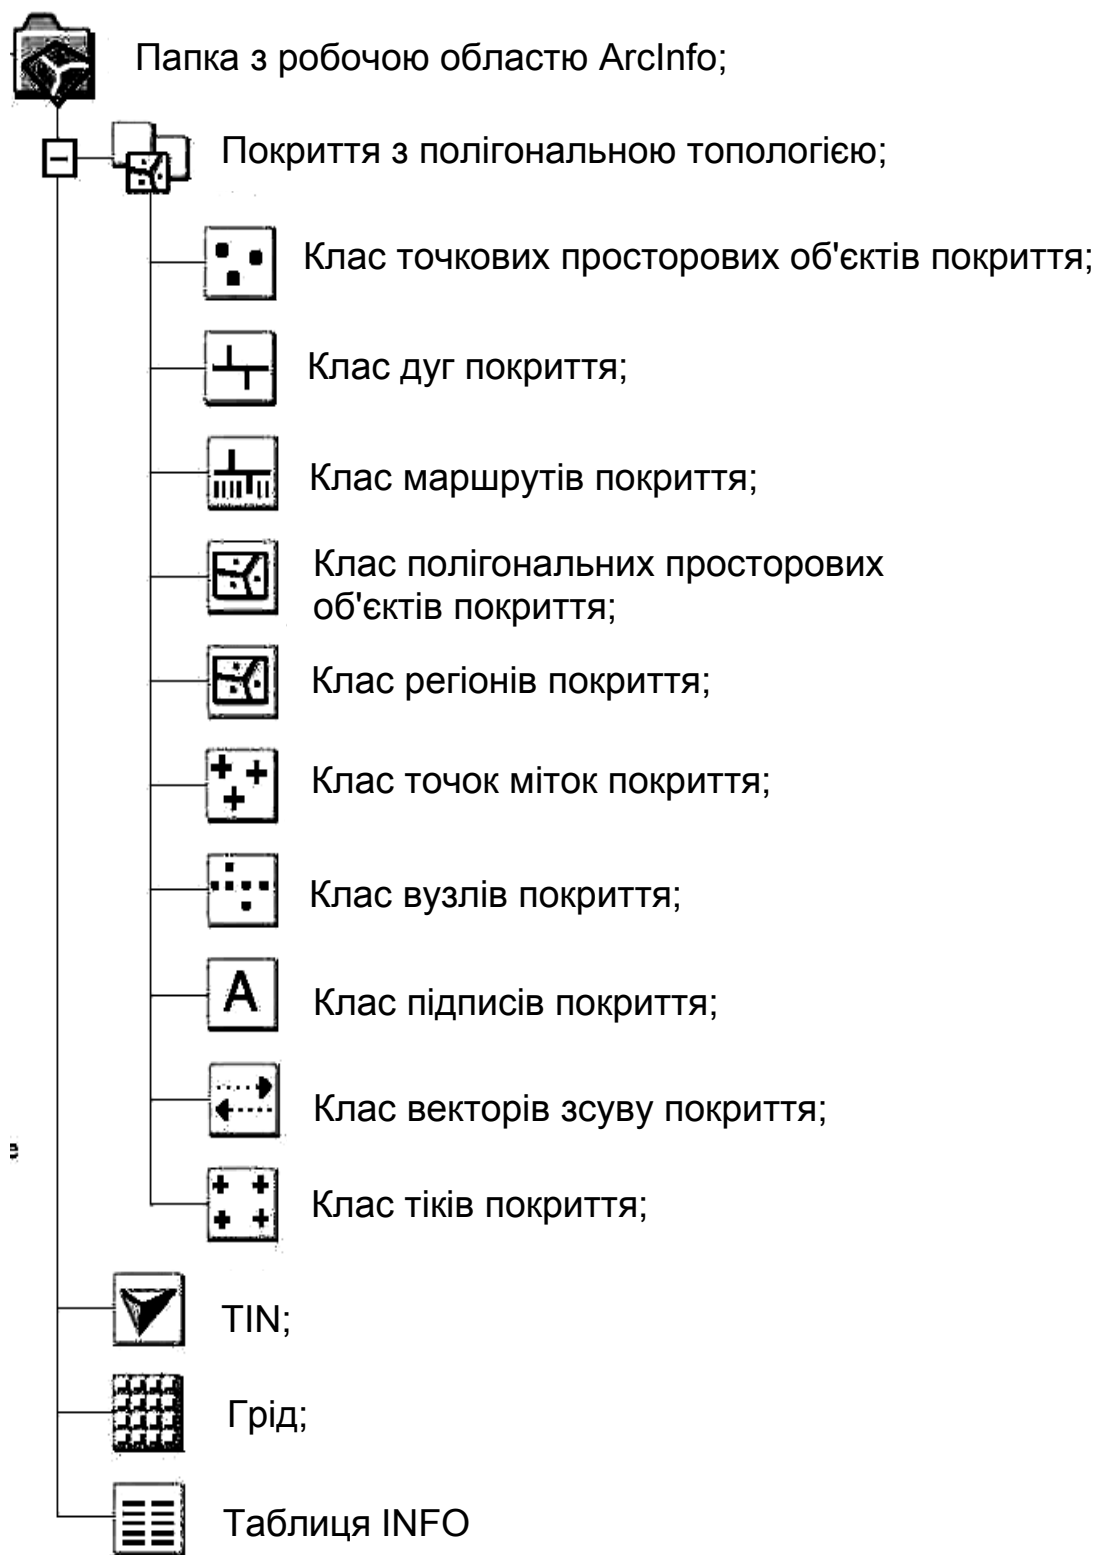 Папка з робочою областю ArcInfo;
Покриття з полігональною топологією;
Клас точкових просторових об'єктів покриття;
Клас дуг покриття;
Клас маршрутів покриття;
Клас полігональних просторових
об'єктів покриття;
Клас регіонів покриття;
Клас точок міток покриття;
Клас вузлів покриття;
A
Клас підписів покриття;
Клас векторів зсуву покриття;
Клас тіків покриття;
TIN;
Грід;
Таблиця INFO